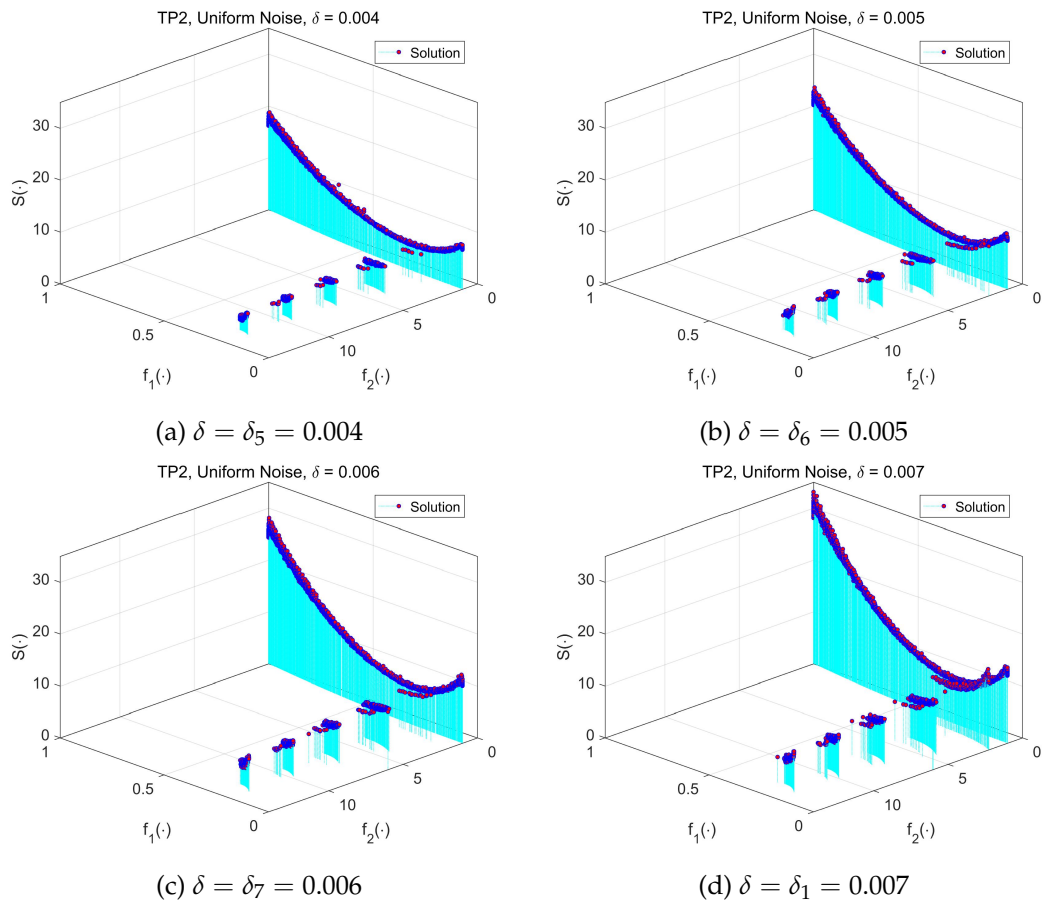 TP2, Uniform Noise, δ = 0.004
Solution
30
20
10
0
S(·)
1
0.5
0
f₁(·)
10
5
0
f₂(·)
(a) δ = δ₅ = 0.004
TP2, Uniform Noise, δ = 0.005
Solution
30
20
10
0
S(·)
1
0.5
0
f₁(·)
10
5
0
f₂(·)
(b) δ = δ₆ = 0.005
TP2, Uniform Noise, δ = 0.006
Solution
30
20
10
0
S(·)
1
0.5
0
f₁(·)
10
5
0
f₂(·)
(c) δ = δ₇ = 0.006
TP2, Uniform Noise, δ = 0.007
Solution
30
20
10
0
S(·)
1
0.5
0
f₁(·)
10
5
0
f₂(·)
(d) δ = δ₁ = 0.007